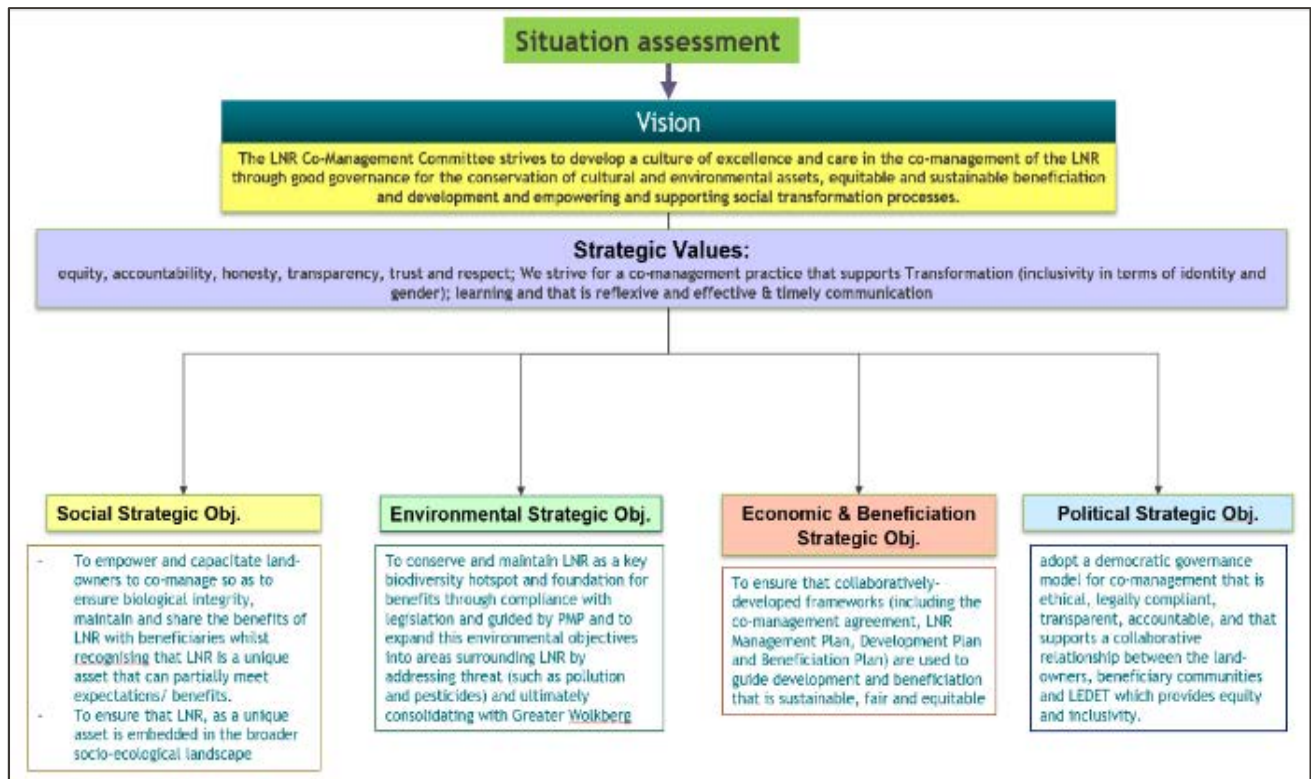 Situation assessment
Vision
The LNR Co-Management Committee strives to develop a culture of excellence and care in the co-management of the LNR
through good governance for the conservation of cultural and environmental assets, equitable and sustainable beneficiation
and development and empowering and supporting social transformation processes.
Strategic Values:
equity, accountability, honesty, transparency, trust and respect; We strive for a co-management practice that supports Transformation (inclusivity in terms of identity and
gender); learning and that is reflexive and effective & timely communication
Social Strategic Obj.
- To empower and capacitate land-
owners to co-manage so as to
ensure biological integrity,
maintain and share the benefits of
LNR with beneficiaries whilst
recognising that LNR is a unique
asset that can partially meet
expectations/ benefits.
- To ensure that LNR, as a unique
asset is embedded in the broader
socio-ecological landscape
Environmental Strategic Obj.
To conserve and maintain LNR as a key
biodiversity hotspot and foundation for
benefits through compliance with
legislation and guided by PMP and to
expand this environmental objectives
into areas surrounding LNR by
addressing threat (such as pollution
and pesticides) and ultimately
consolidating with Greater Wolkberg
Economic & Beneficiation
Strategic Obj.
To ensure that collaboratively-
developed frameworks (including the
co-management agreement, LNR
Management Plan, Development Plan
and Beneficiation Plan) are used to
guide development and beneficiation
that is sustainable, fair and equitable
Political Strategic Obj.
adopt a democratic governance
model for co-management that is
ethical, legally compliant,
transparent, accountable, and that
supports a collaborative
relationship between the land-
owners, beneficiary communities
and LEDET which provides equity
and inclusivity.